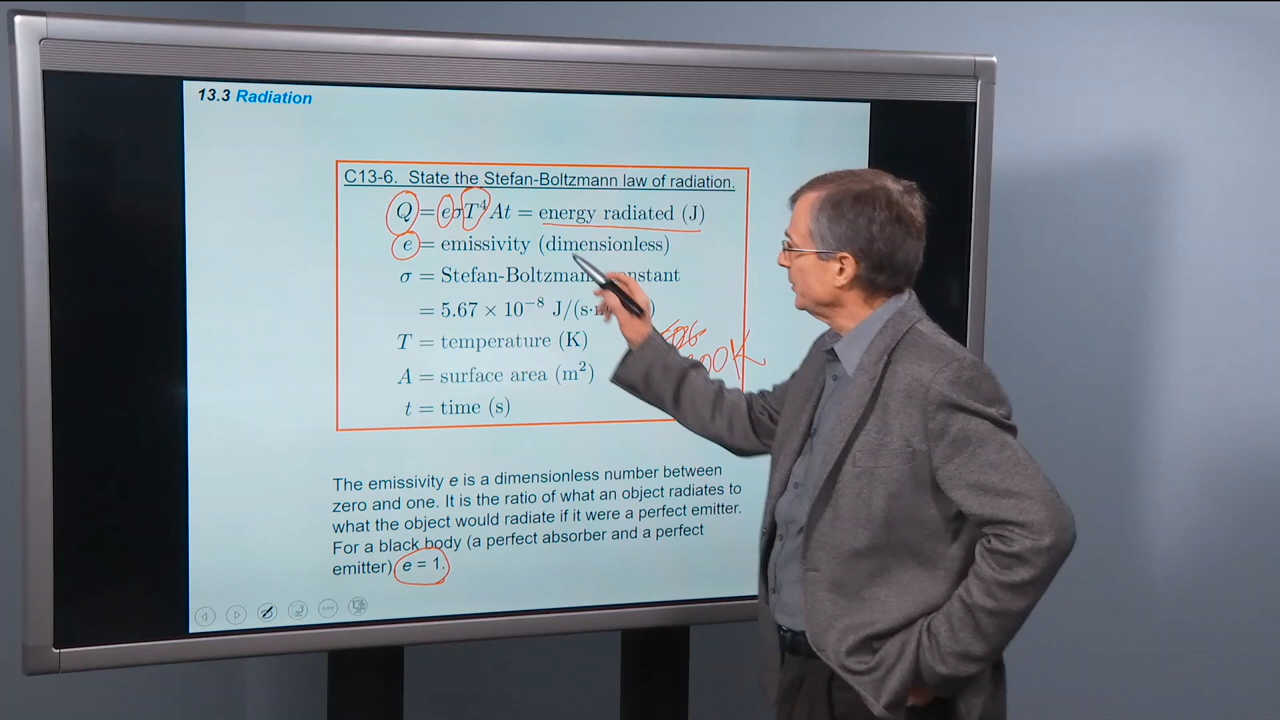 13.3 Radiation
C13-6. State the Stefan-Boltzmann law of radiation.
Q = eσT⁴At = energy radiated (J)
e = emissivity (dimensionless)
σ = Stefan-Boltzmann constant
= 5.67 × 10⁻⁸ J/(s·m
T = temperature (K)
A = surface area (m²)
t = time (s)
The emissivity e is a dimensionless number between
zero and one. It is the ratio of what an object radiates to
what the object would radiate if it were a perfect emitter.
For a black body (a perfect absorber and a perfect
emitter) e = 1.